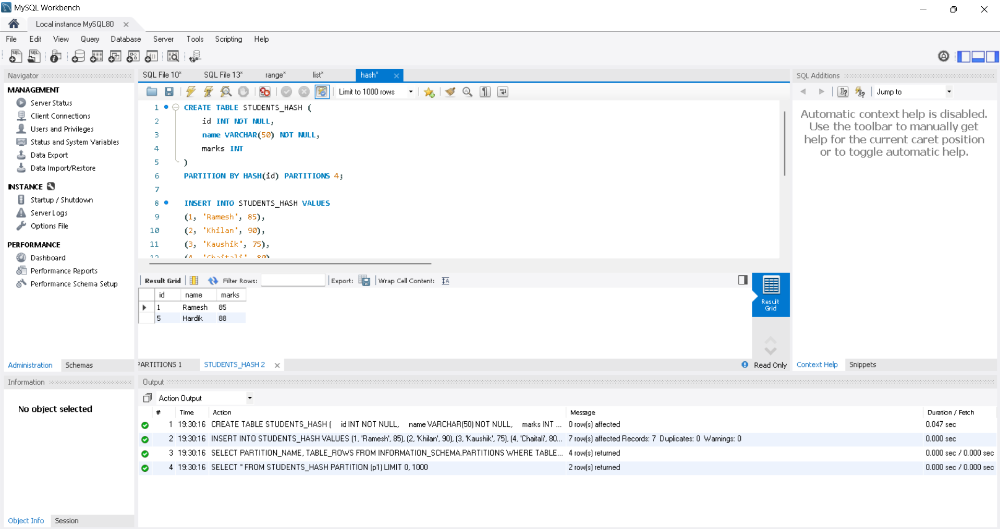 MySQL Workbench
Local instance MySQL80
File Edit View Query Database Server Tools Scripting Help
Navigator
MANAGEMENT
Server Status
Client Connections
Users and Privileges
Status and System Variables
Data Export
Data Import/Restore
INSTANCE
Startup / Shutdown
Server Logs
Options File
PERFORMANCE
Dashboard
Performance Reports
Performance Schema Setup
Administration Schemas
Information
No object selected
Object Info Session
SQL File 10* SQL File 13* range* list* hash*
Limit to 1000 rows
1 CREATE TABLE STUDENTS_HASH (
2 id INT NOT NULL,
3 name VARCHAR(50) NOT NULL,
4 marks INT
5 )
6 PARTITION BY HASH(id) PARTITIONS 4;
7
8 INSERT INTO STUDENTS_HASH VALUES
9 (1, 'Ramesh', 85),
10 (2, 'Khilan', 90),
11 (3, 'Kaushik', 75),
12 (4, 'Chaitali', 80),
Result Grid Filter Rows: Export: Wrap Cell Content:
id name marks
1 Ramesh 85
5 Hardik 88
Result
Grid
PARTITIONS 1 STUDENTS_HASH 2 Read Only
SQL Additions
Jump to
Automatic context help is disabled.
Use the toolbar to manually get
help for the current caret position
or to toggle automatic help.
Context Help Snippets
Output
Action Output
# Time Action Message Duration / Fetch
1 19:30:16 CREATE TABLE STUDENTS_HASH ( id INT NOT NULL, name VARCHAR(50) NOT NULL, marks INT ... 0 row(s) affected 0.047 sec
2 19:30:16 INSERT INTO STUDENTS_HASH VALUES (1, 'Ramesh', 85), (2, 'Khilan', 90), (3, 'Kaushik', 75), (4, 'Chaitali', 80... 7 row(s) affected Records: 7 Duplicates: 0 Warnings: 0 0.000 sec
3 19:30:16 SELECT PARTITION_NAME, TABLE_ROWS FROM INFORMATION_SCHEMA.PARTITIONS WHERE TABLE... 4 row(s) returned 0.000 sec / 0.000 sec
4 19:30:16 SELECT * FROM STUDENTS_HASH PARTITION (p1) LIMIT 0, 1000 2 row(s) returned 0.000 sec / 0.000 sec